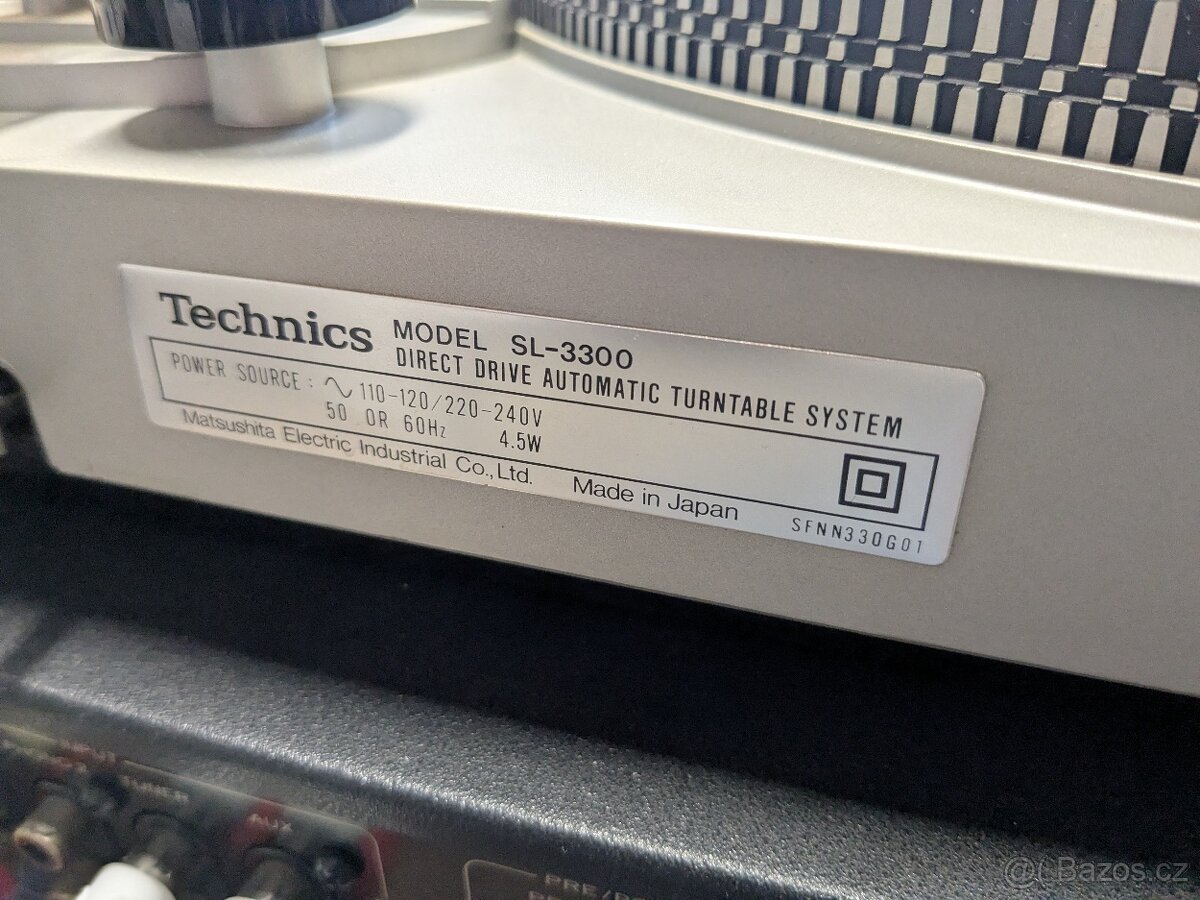 Technics MODEL SL-3300
DIRECT DRIVE AUTOMATIC TURNTABLE SYSTEM
POWER SOURCE : ∿ 110-120/220-240V
50 OR 60Hz 4.5W
Matsushita Electric Industrial Co., Ltd. Made in Japan SFNN330G01
AUX
Bazos.cz